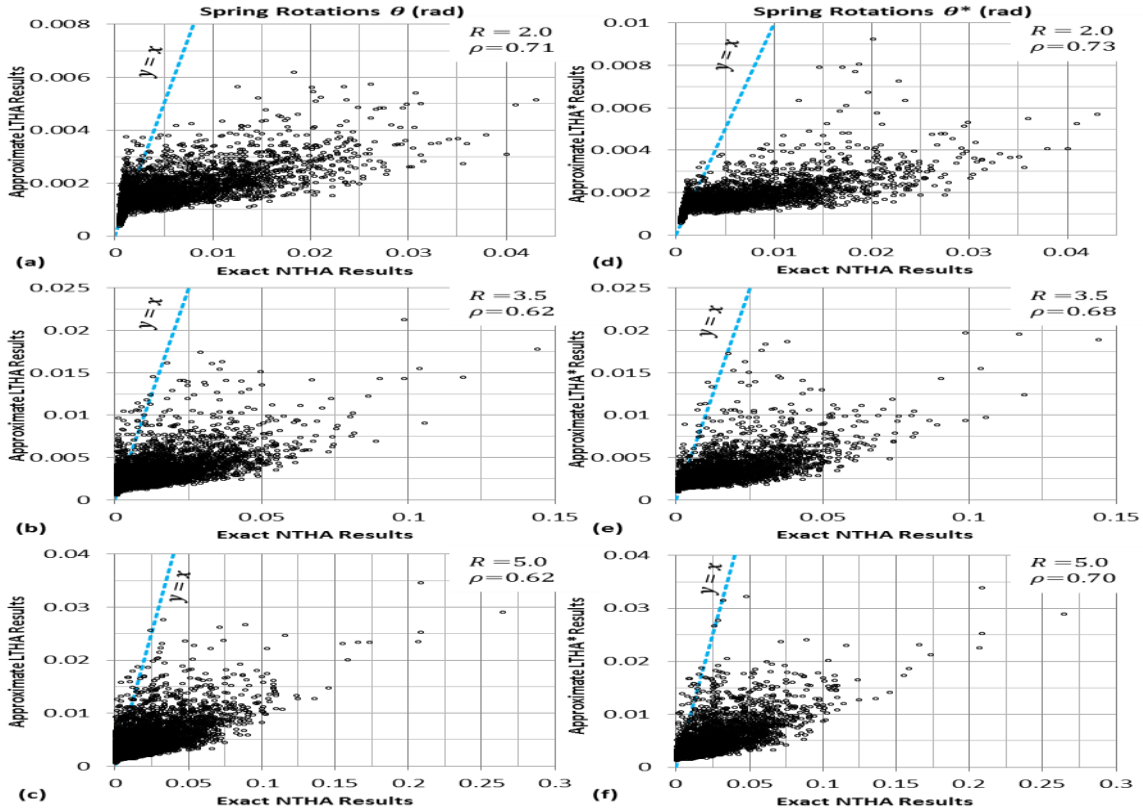 Spring Rotations θ (rad)
R = 2.0
ρ=0.71
y = x
Approximate LTHA Results
0.008
0.006
0.004
0.002
0
0 0.01 0.02 0.03 0.04
(a) Exact NTHA Results
Spring Rotations θ* (rad)
R = 2.0
ρ=0.73
y = x
Approximate LTHA* Results
0.01
0.008
0.006
0.004
0.002
0
0 0.01 0.02 0.03 0.04
(d) Exact NTHA Results
R = 3.5
ρ=0.62
y = x
Approximate LTHA Results
0.025
0.02
0.015
0.01
0.005
0
0 0.05 0.1 0.15
(b) Exact NTHA Results
R = 3.5
ρ=0.68
y = x
Approximate LTHA* Results
0.025
0.02
0.015
0.01
0.005
0
0 0.05 0.1 0.15
(e) Exact NTHA Results
R =5.0
ρ=0.62
y = x
Approximate LTHA Results
0.04
0.03
0.02
0.01
0
0 0.05 0.1 0.15 0.2 0.25 0.3
(c) Exact NTHA Results
R =5.0
ρ=0.70
y = x
Approximate LTHA* Results
0.04
0.03
0.02
0.01
0
0 0.05 0.1 0.15 0.2 0.25 0.3
(f) Exact NTHA Results